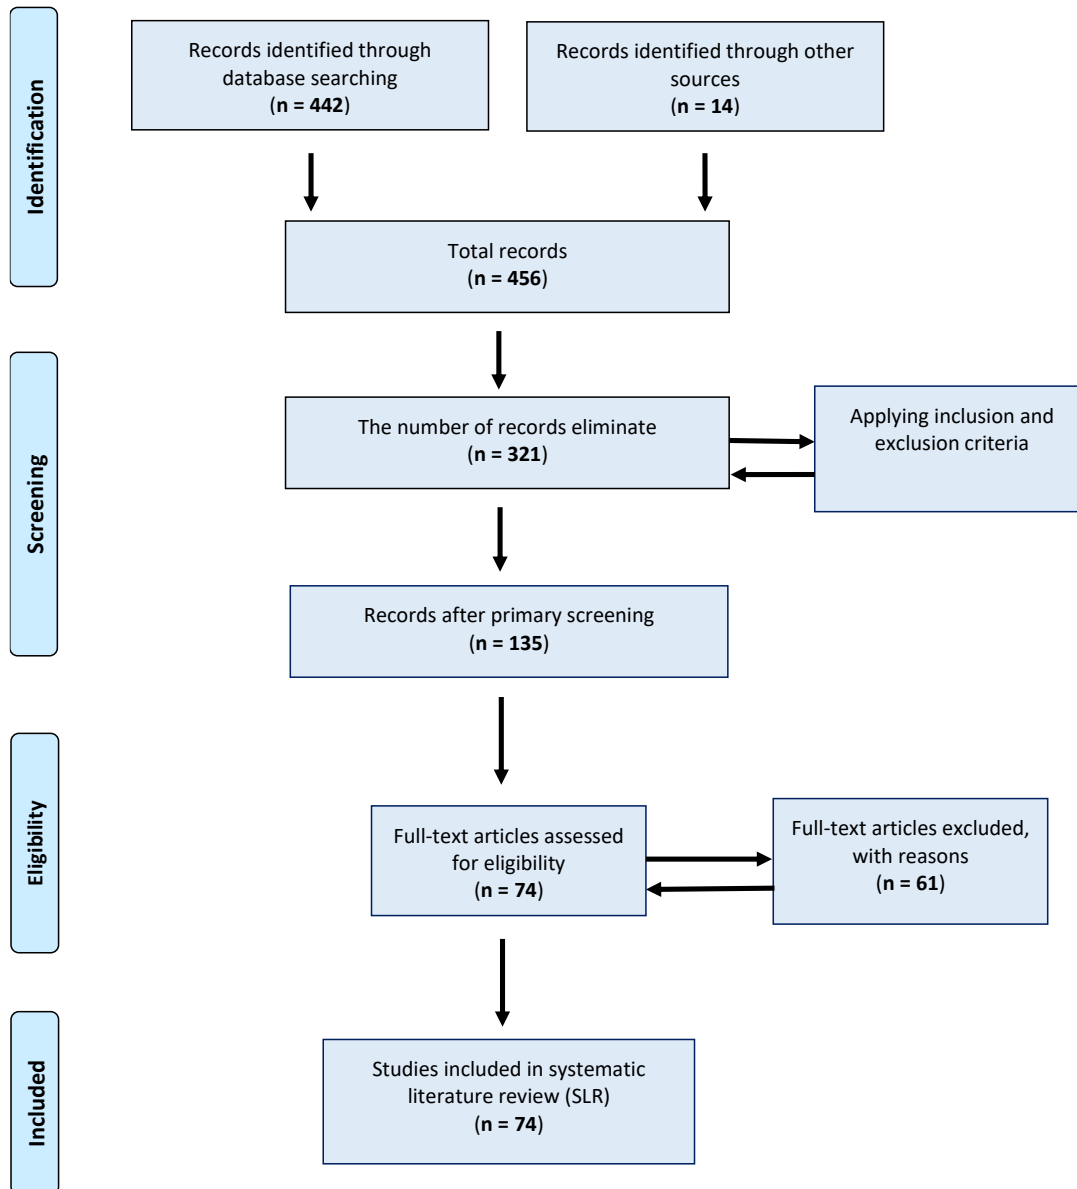 Identification
Records identified through
database searching
(n = 442)
Records identified through other
sources
(n = 14)
Total records
(n = 456)
Screening
The number of records eliminate
(n = 321)
Applying inclusion and
exclusion criteria
Records after primary screening
(n = 135)
Eligibility
Full-text articles assessed
for eligibility
(n = 74)
Full-text articles excluded,
with reasons
(n = 61)
Included
Studies included in systematic
literature review (SLR)
(n = 74)